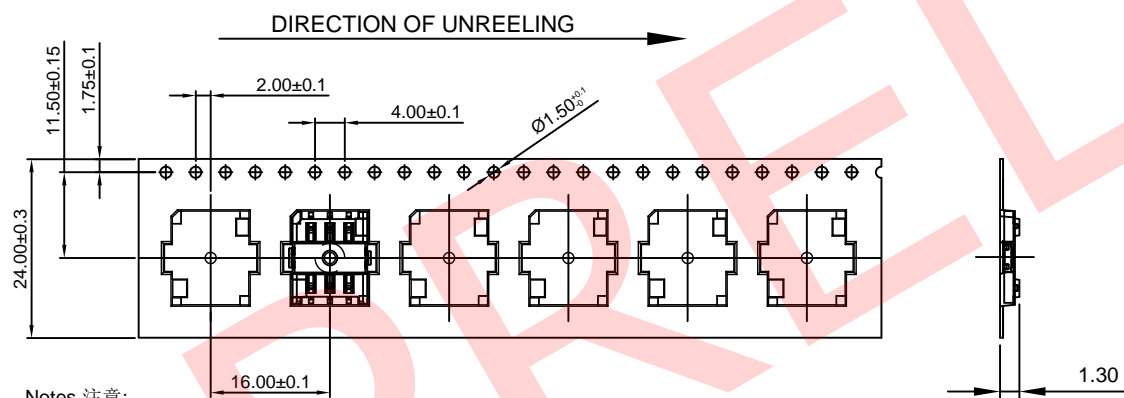 DIRECTION OF UNREELING
11.50±0.15
1.75±0.1
2.00±0.1
4.00±0.1
Ø1.50+0.1-0
24.00±0.3
16.00±0.1
1.30
Notes 注意:
PREL